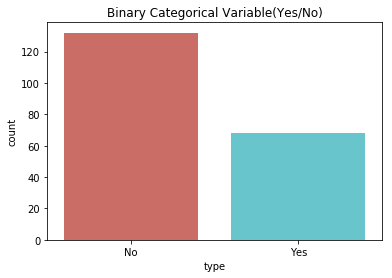 Binary Categorical Variable(Yes/No)
120
100
80
60
40
20
0
count
No
Yes
type